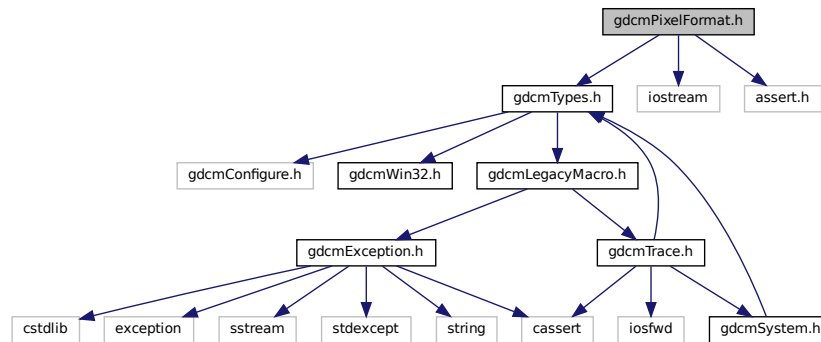 gdcmPixelFormat.h
gdcmTypes.h
iostream
assert.h
gdcmConfigure.h
gdcmWin32.h
gdcmLegacyMacro.h
gdcmException.h
gdcmTrace.h
cstdlib
exception
sstream
stdexcept
string
cassert
iosfwd
gdcmSystem.h